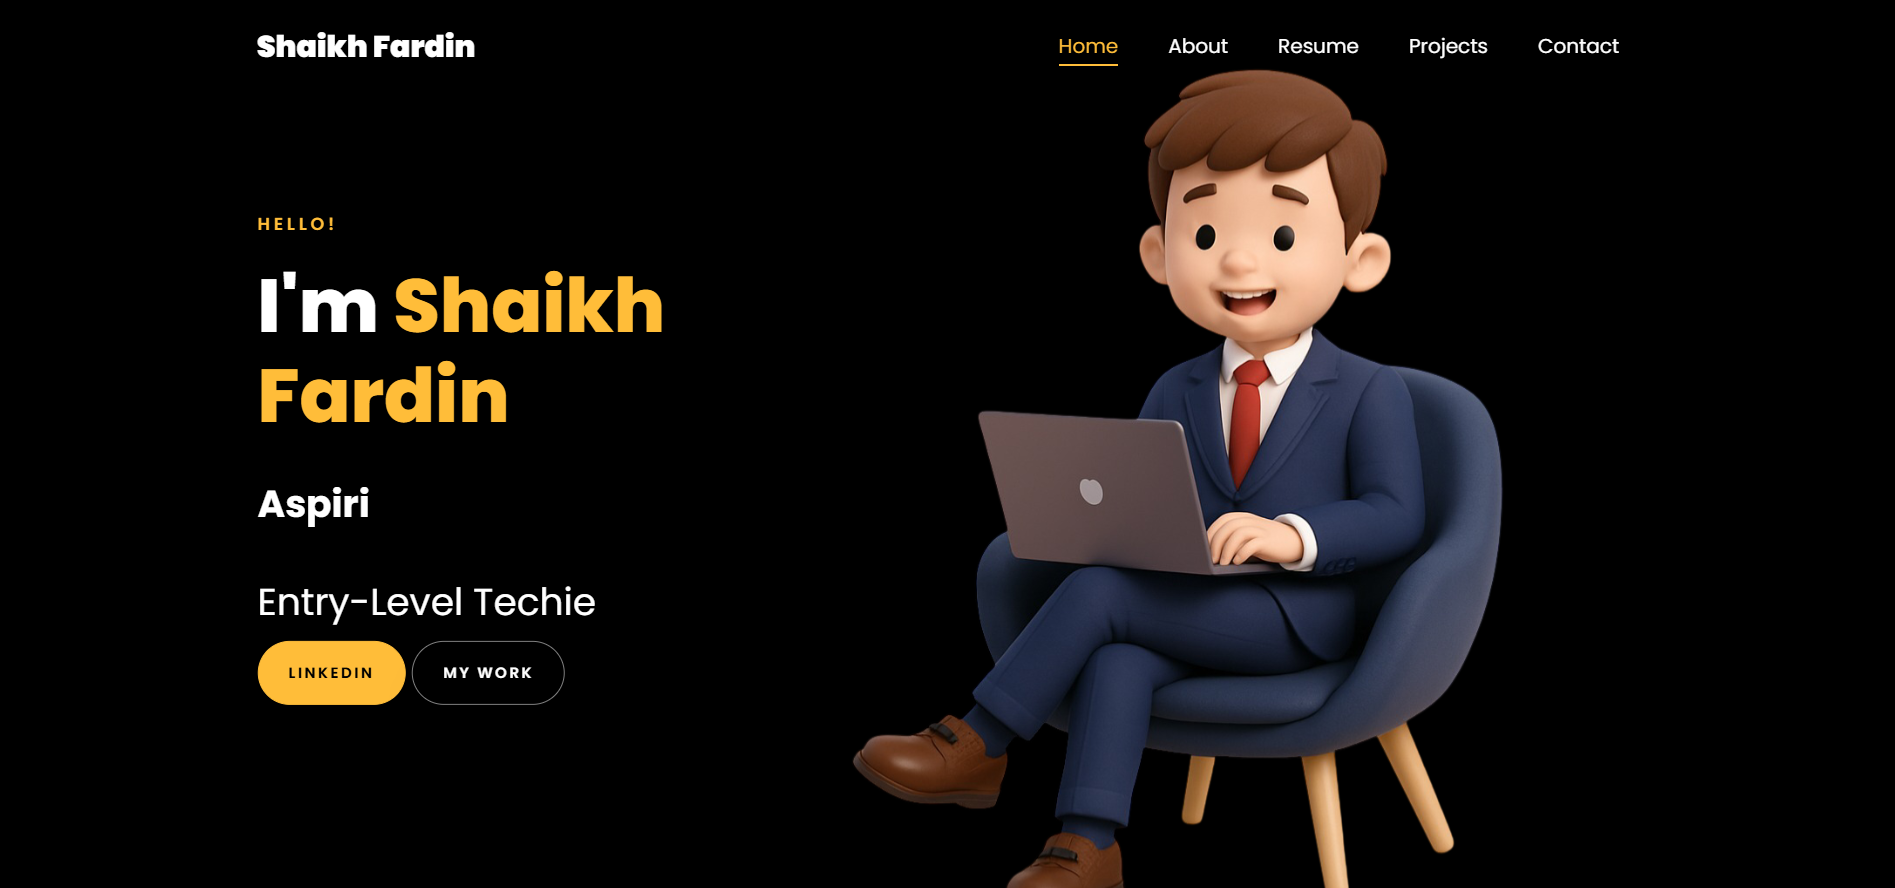 Shaikh Fardin
Home About Resume Projects Contact
HELLO!
I'm Shaikh
Fardin
Aspiri
Entry-Level Techie
LINKEDIN MY WORK